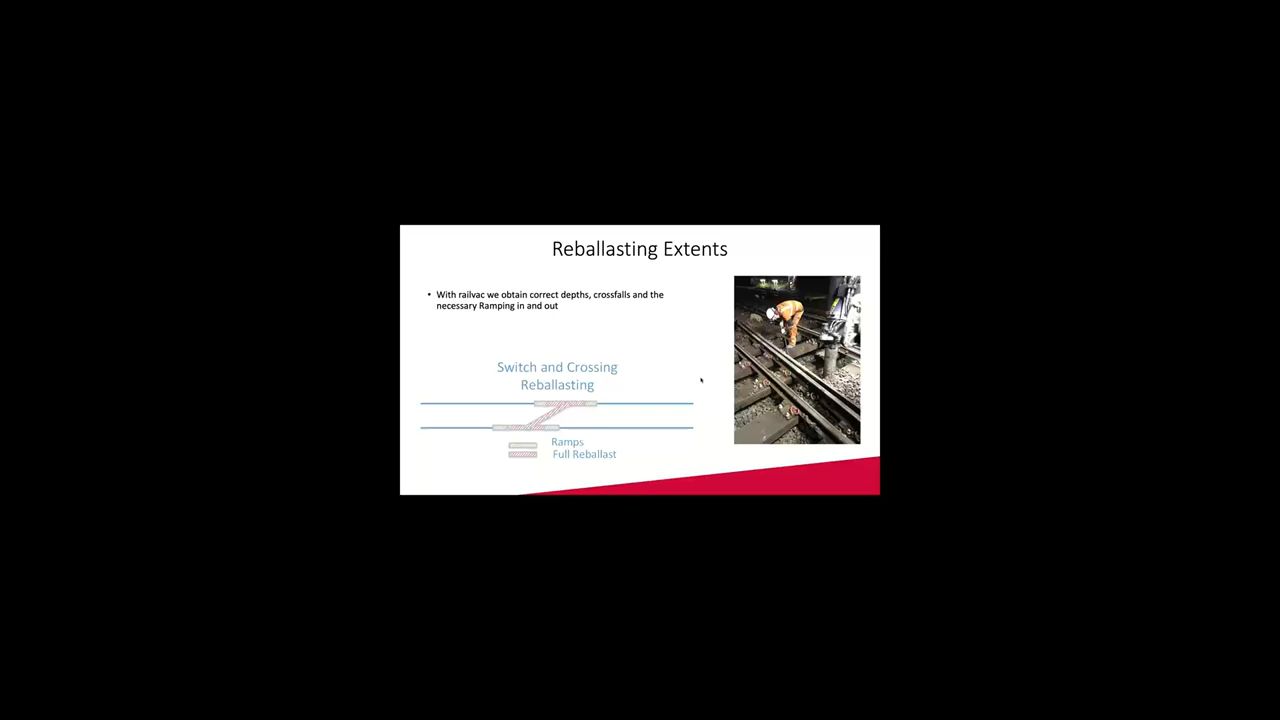 Reballasting Extents
• With railvac we obtain correct depths, crossfalls and the
necessary Ramping in and out
Switch and Crossing
Reballasting
Ramps
Full Reballast